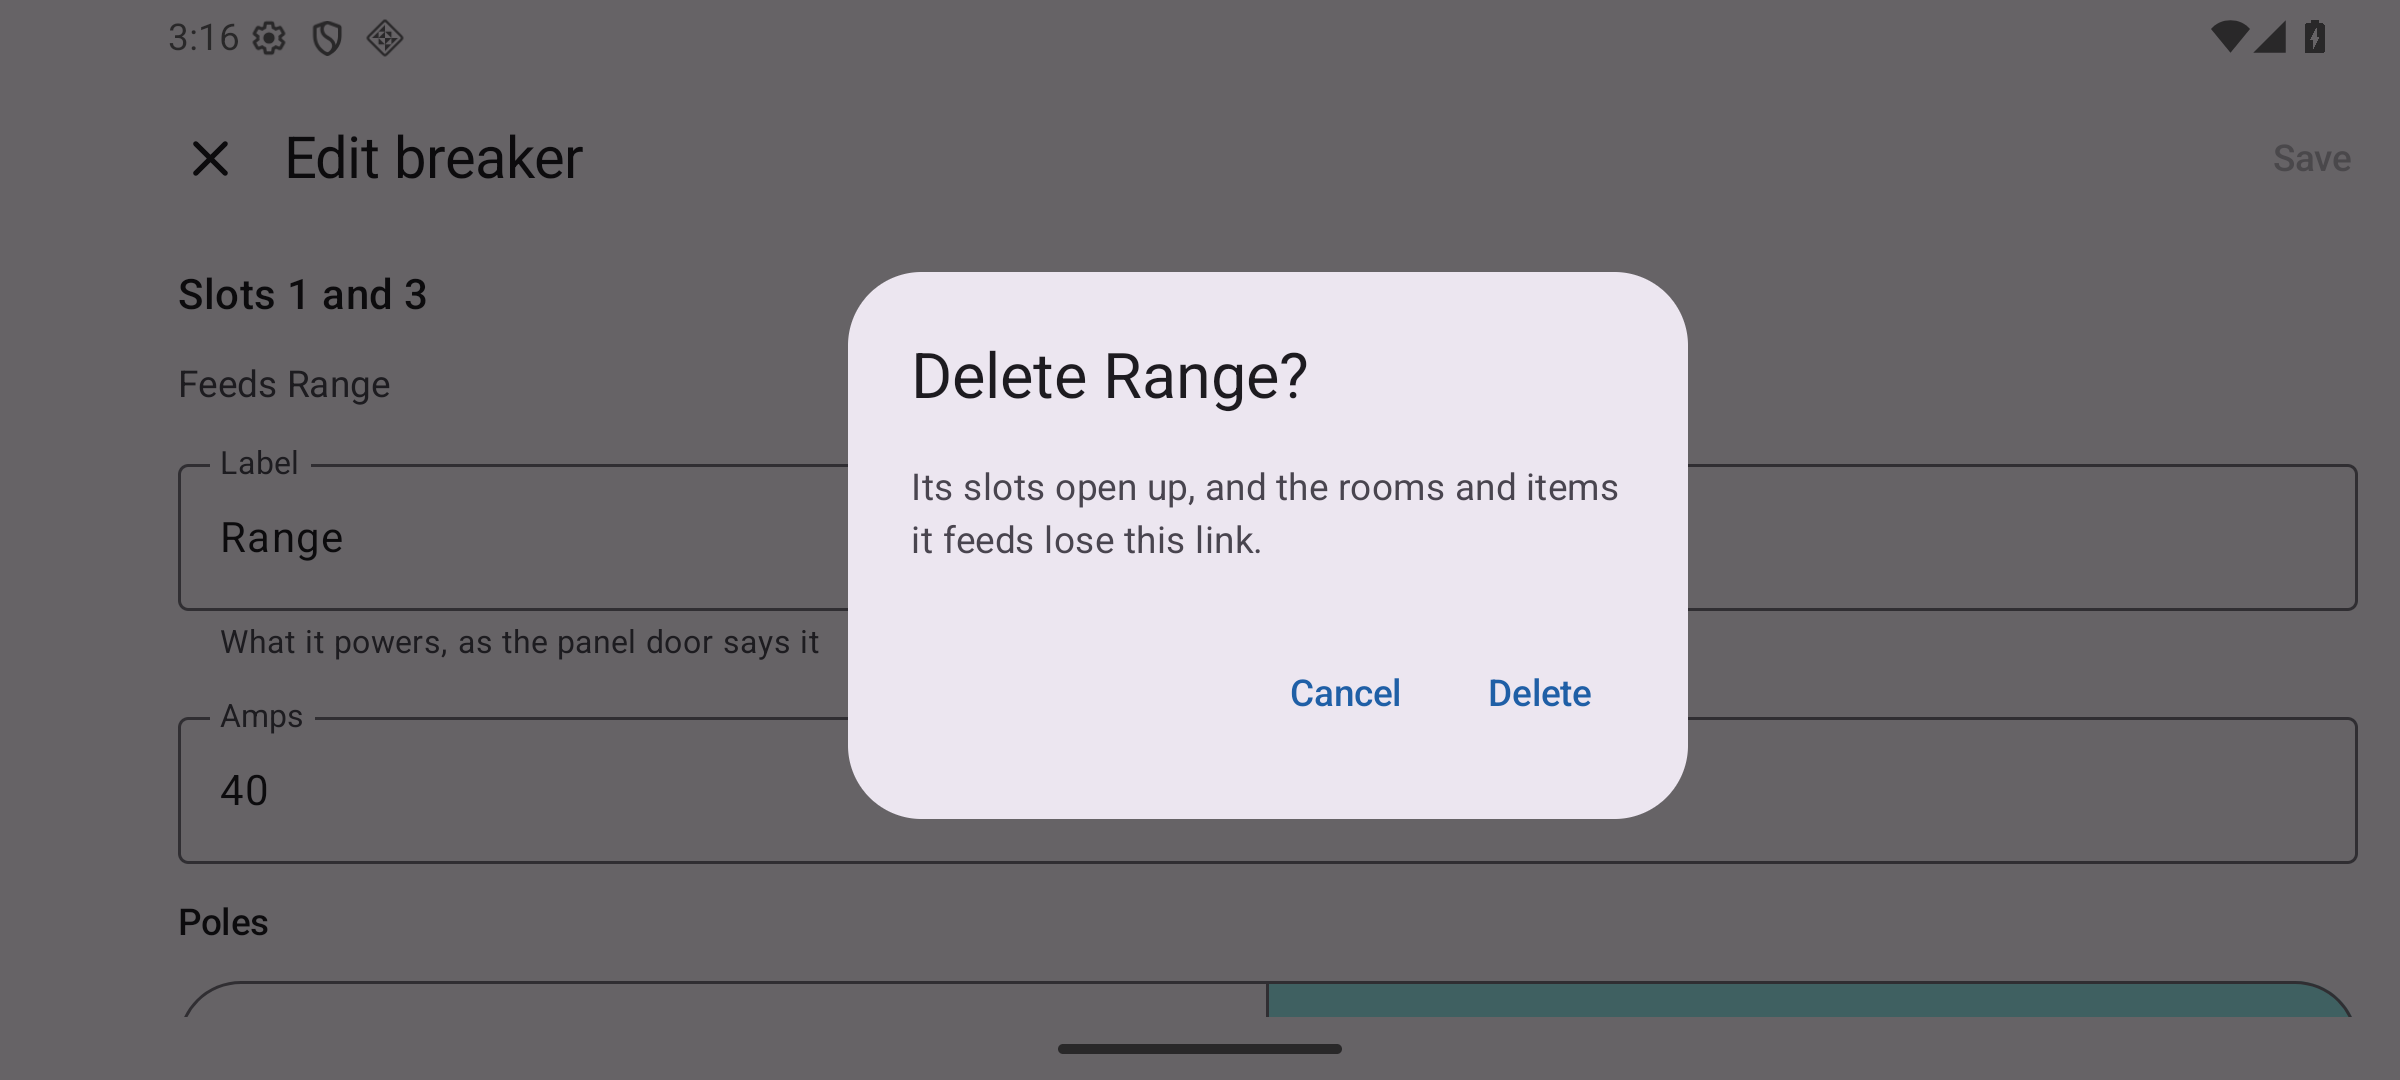 3:16
Edit breaker
Save
Slots 1 and 3
Feeds Range
Label
Range
What it powers, as the panel door says it
Amps
40
Poles
Delete Range?
Its slots open up, and the rooms and items
it feeds lose this link.
Cancel
Delete